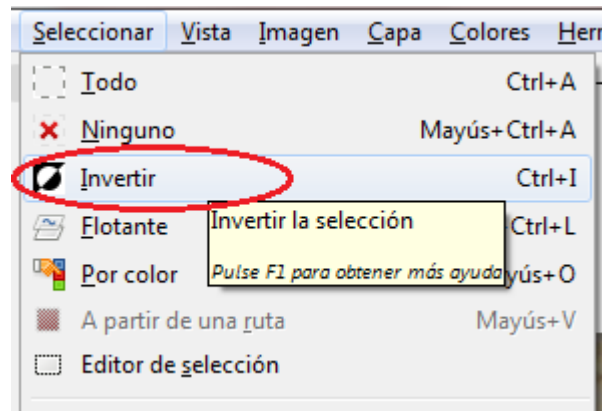 Seleccionar Vista Imagen Capa Colores
Todo Ctrl+A
Ninguno Mayús+Ctrl+A
Invertir Ctrl+I
Flotante Ctrl+L
Invertir la selección
Pulse F1 para obtener más ayuda
Por color yús+O
A partir de una ruta Mayús+V
Editor de selección